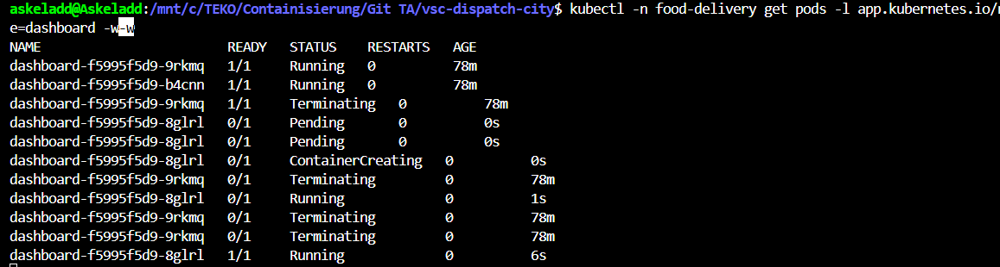 askeladd@Askeladd:/mnt/c/TEKO/Containisierung/Git TA/vsc-dispatch-city$ kubectl -n food-delivery get pods -l app.kubernetes.io/
e=dashboard -w-w
NAME READY STATUS RESTARTS AGE
dashboard-f5995f5d9-9rkmq 1/1 Running 0 78m
dashboard-f5995f5d9-b4cnn 1/1 Running 0 78m
dashboard-f5995f5d9-9rkmq 1/1 Terminating 0 78m
dashboard-f5995f5d9-8glrl 0/1 Pending 0 0s
dashboard-f5995f5d9-8glrl 0/1 Pending 0 0s
dashboard-f5995f5d9-8glrl 0/1 ContainerCreating 0 0s
dashboard-f5995f5d9-9rkmq 0/1 Terminating 0 78m
dashboard-f5995f5d9-8glrl 0/1 Running 0 1s
dashboard-f5995f5d9-9rkmq 0/1 Terminating 0 78m
dashboard-f5995f5d9-9rkmq 0/1 Terminating 0 78m
dashboard-f5995f5d9-8glrl 1/1 Running 0 6s